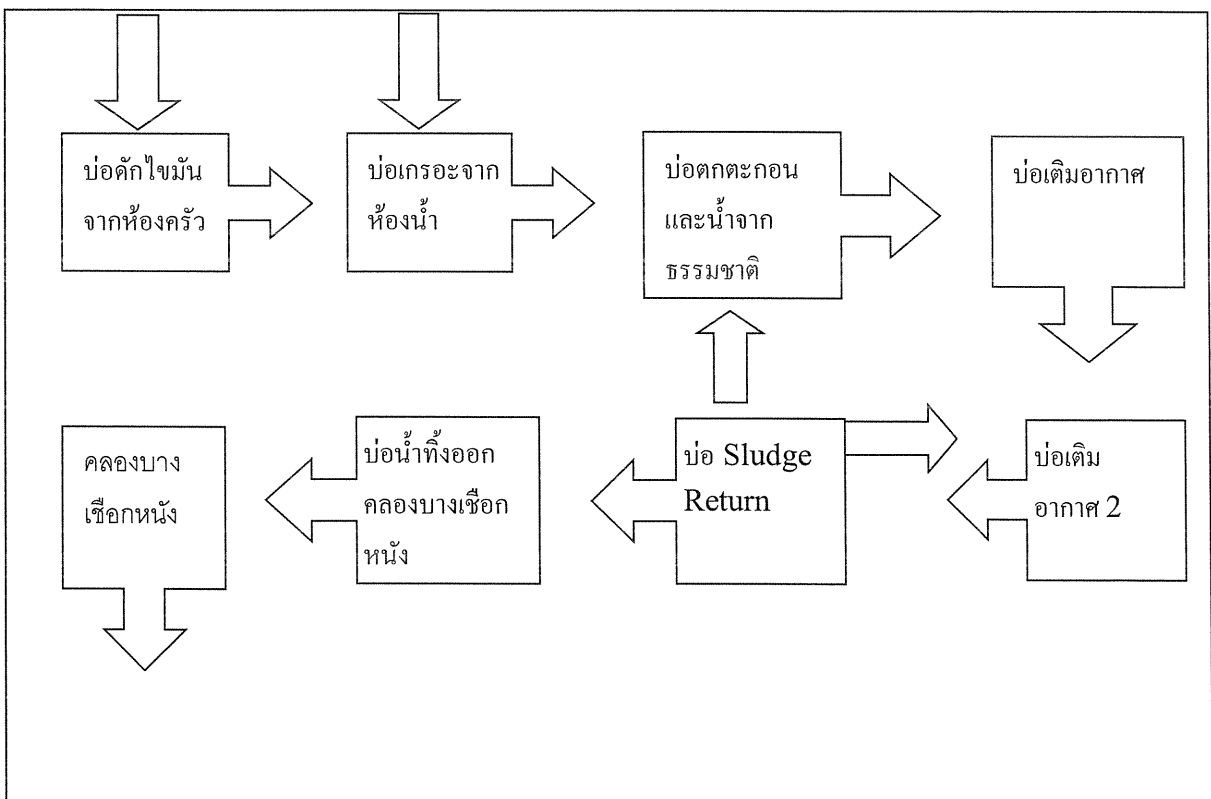 บ่อดักไขมัน
จากห้องครัว
บ่อเกรอะจาก
ห้องน้ำ
บ่อตกตะกอน
และน้ำจาก
ธรรมชาติ
บ่อเติมอากาศ
คลองบาง
เชือกหนัง
บ่อน้ำทิ้งออก
คลองบางเชือก
หนัง
บ่อ Sludge
Return
บ่อเติม
อากาศ 2